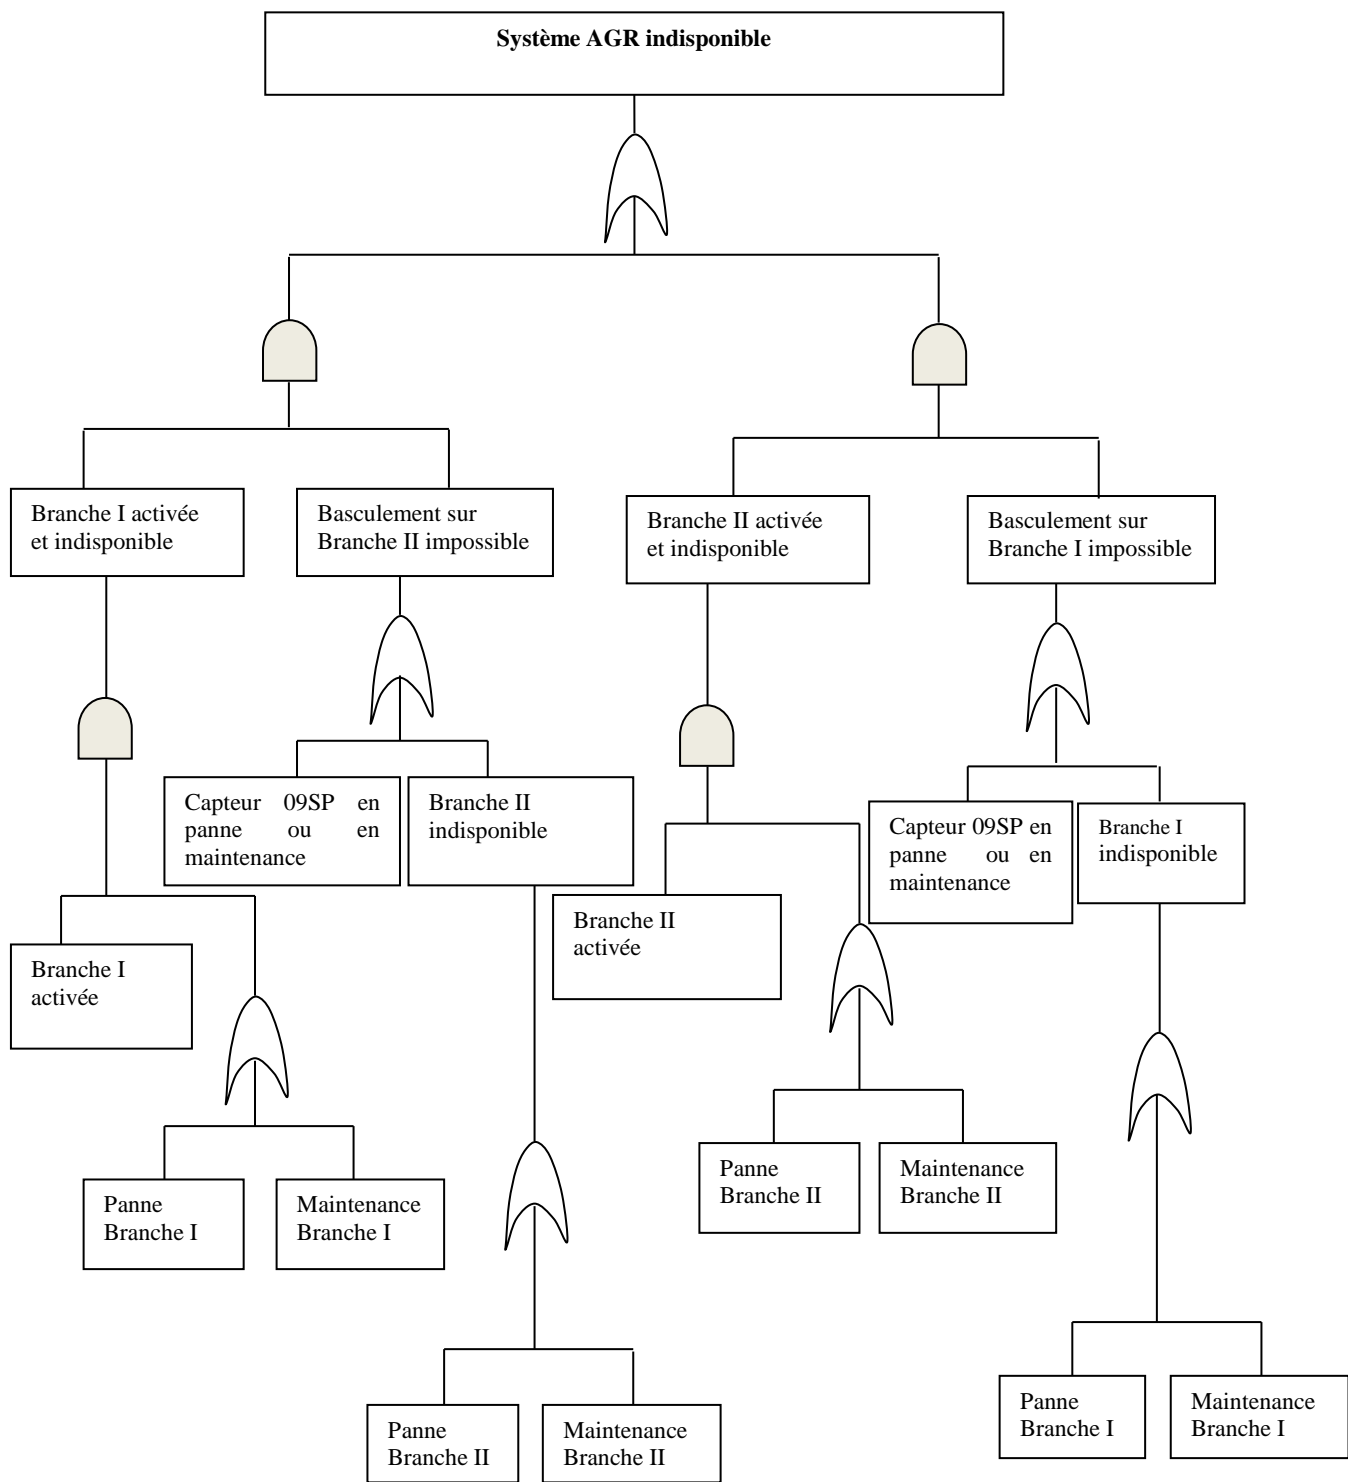 Système AGR indisponible
Branche I activée
et indisponible
Basculement sur
Branche II impossible
Branche II activée
et indisponible
Basculement sur
Branche I impossible
Capteur 09SP en
panne ou en
maintenance
Branche II
indisponible
Capteur 09SP en
panne ou en
maintenance
Branche I
indisponible
Branche I
activée
Branche II
activée
Panne
Branche I
Maintenance
Branche I
Panne
Branche II
Maintenance
Branche II
Panne
Branche II
Maintenance
Branche II
Panne
Branche I
Maintenance
Branche I